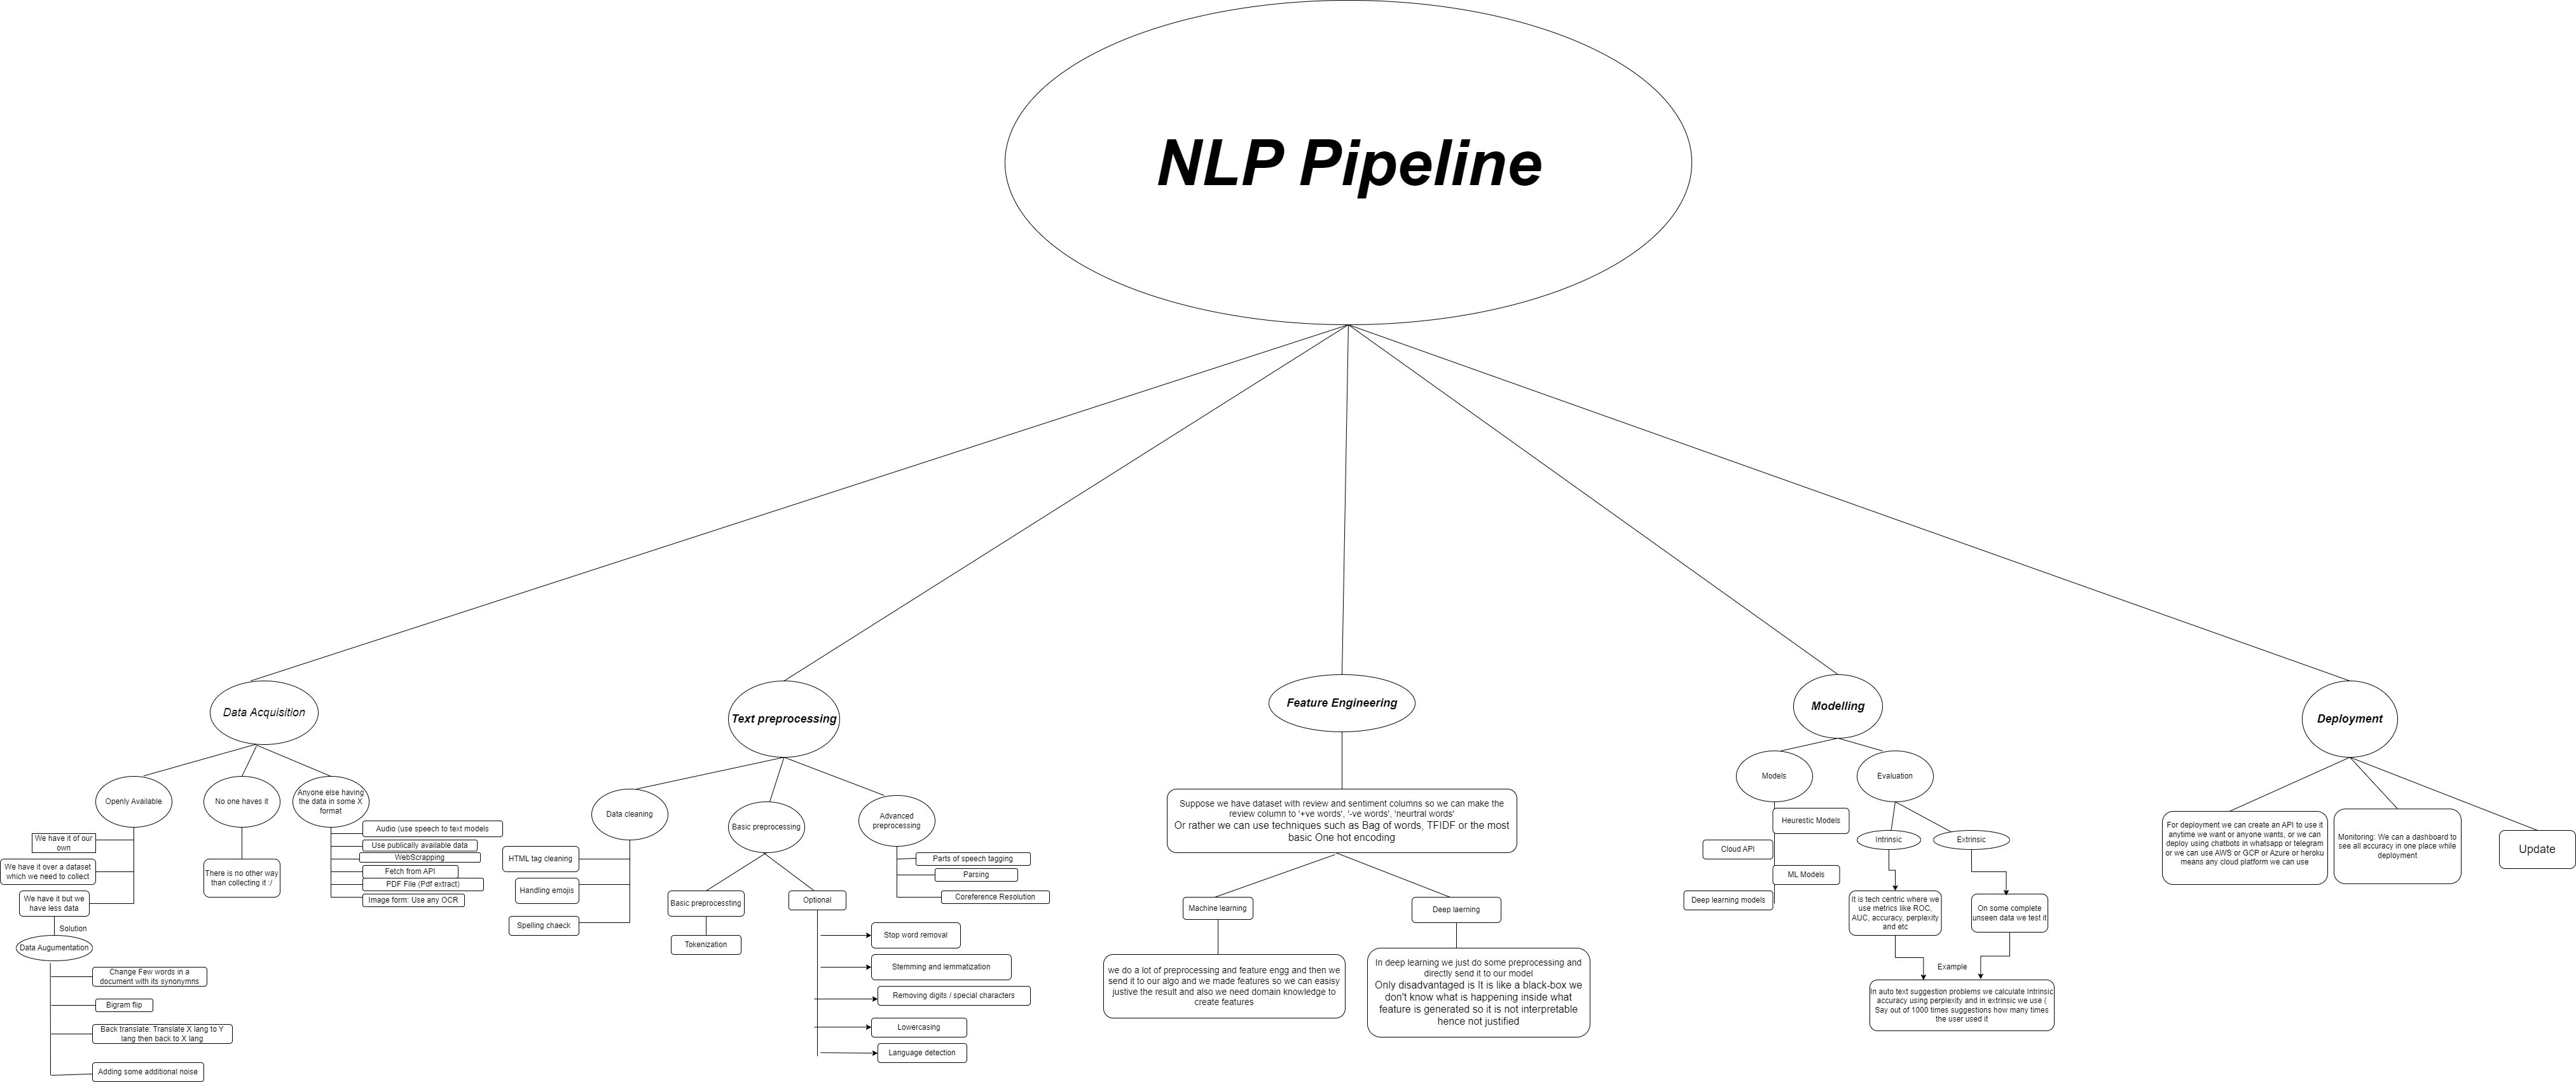 NLP Pipeline
Data Acquisition
Openly Available
No one haves it
Anyone else having
the data in some X
format
We have it of our
own
We have it over a dataset
which we need to collect
We have it but we
have less data
Solution
Data Augumentation
Change Few words in a
document with its synonymns
Bigram flip
Back translate: Translate X lang to Y
lang then back to X lang
Adding some additional noise
There is no other way
than collecting it :/
Audio (use speech to text models
Use publically available data
WebScrapping
Fetch from API
PDF File (Pdf extract)
Image form: Use any OCR
Text preprocessing
Data cleaning
Basic preprocessing
Advanced
preprocessing
HTML tag cleaning
Handling emojis
Spelling chaeck
Basic preprocessting
Tokenization
Optional
Stop word removal
Stemming and lemmatization
Removing digits / special characters
Lowercasing
Language detection
Parts of speech tagging
Parsing
Coreference Resolution
Feature Engineering
Suppose we have dataset with review and sentiment columns so we can make the
review column to '+ve words', '-ve words', 'neurtral words'
Or rather we can use techniques such as Bag of words, TFIDF or the most
basic One hot encoding
Machine learning
we do a lot of preprocessing and feature engg and then we
send it to our algo and we made features so we can easisy
justive the result and also we need domain knowledge to
create features
Deep laerning
In deep learning we just do some preprocessing and
directly send it to our model
Only disadvantaged is It is like a black-box we
don't know what is happening inside what
feature is generated so it is not interpretable
hence not justified
Modelling
Models
Evaluation
Heurestic Models
Cloud API
ML Models
Deep learning models
Intrinsic
Extrinsic
It is tech centric where we
use metrics like ROC,
AUC, accuracy, perplexity
and etc
On some complete
unseen data we test it
Example
In auto text suggestion problems we calculate Intrinsic
accuracy using perplexity and in extrinsic we use (
Say out of 1000 times suggestions how many times
the user used it
Deployment
For deployment we can create an API to use it
anytime we want or anyone wants, or we can
deploy using chatbots in whatsapp or telegram
or we can use AWS or GCP or Azure or heroku
means any cloud platform we can use
Monitoring: We can a dashboard to
see all accuracy in one place while
deployment
Update